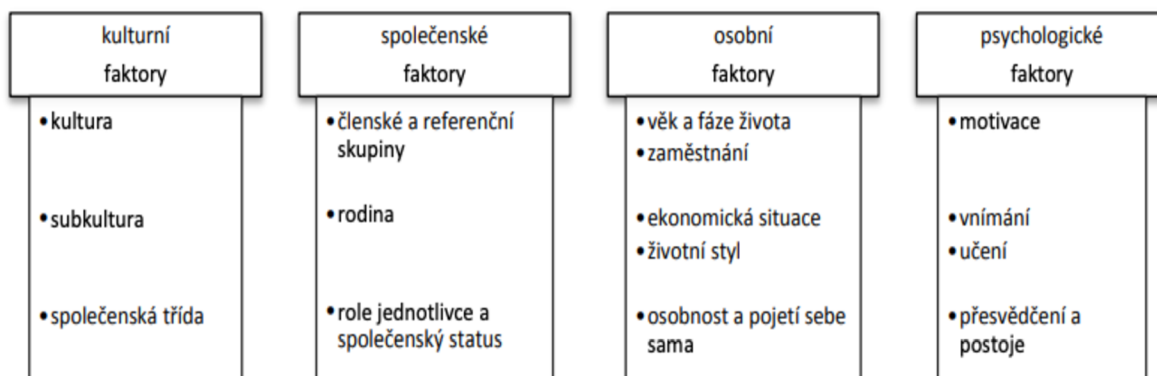 kulturní
faktory
• kultura
• subkultura
• společenská třída
společenské
faktory
• členské a referenční
skupiny
• rodina
• role jednotlivce a
společenský status
osobní
faktory
• věk a fáze života
• zaměstnání
• ekonomická situace
• životní styl
• osobnost a pojetí sebe
sama
psychologické
faktory
• motivace
• vnímání
• učení
• přesvědčení a
postoje